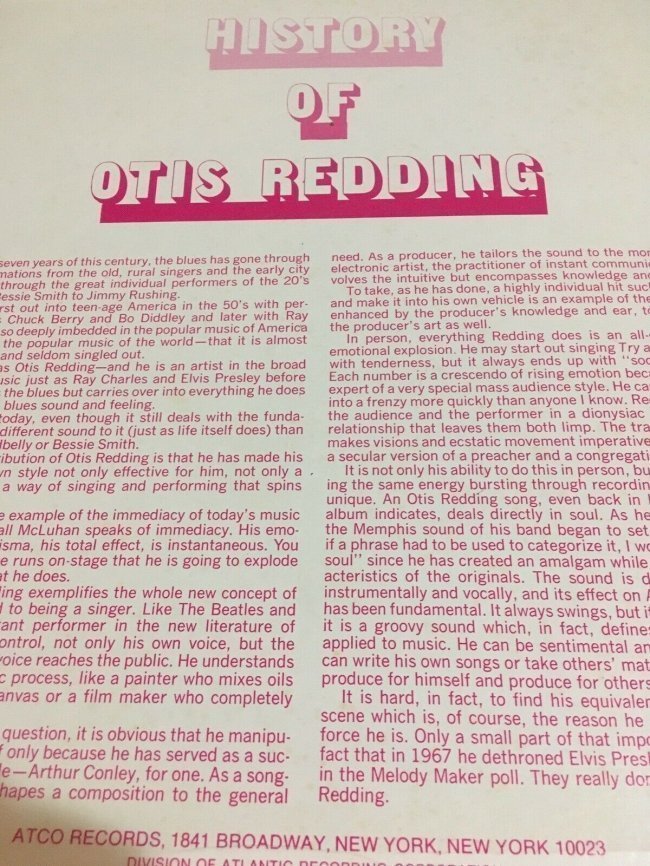 HISTORY
OF
OTIS REDDING
seven years of this century, the blues has gone through
mations from the old, rural singers and the early city
through the great individual performers of the 20's
Bessie Smith to Jimmy Rushing.
rst out into teen-age America in the 50's with per-
Chuck Berry and Bo Diddley and later with Ray
so deeply imbedded in the popular music of America
the popular music of the world—that it is almost
and seldom singled out.
as Otis Redding—and he is an artist in the broad
usic just as Ray Charles and Elvis Presley before
the blues but carries over into everything he does
blues sound and feeling.
today, even though it still deals with the funda-
different sound to it (just as life itself does) than
dbelly or Bessie Smith.
ribution of Otis Redding is that he has made his
wn style not only effective for him, not only a
a way of singing and performing that spins
e example of the immediacy of today's music
all McLuhan speaks of immediacy. His emo-
isma, his total effect, is instantaneous. You
e runs on-stage that he is going to explode
at he does.
ing exemplifies the whole new concept of
d to being a singer. Like The Beatles and
tant performer in the new literature of
ontrol, not only his own voice, but the
voice reaches the public. He understands
c process, like a painter who mixes oils
anvas or a film maker who completely
question, it is obvious that he manipu-
f only because he has served as a suc-
le—Arthur Conley, for one. As a song-
hapes a composition to the general
need. As a producer, he tailors the sound to the mor
electronic artist, the practitioner of instant communi
volves the intuitive but encompasses knowledge and
To take, as he has done, a highly individual hit suc
and make it into his own vehicle is an example of the
enhanced by the producer's knowledge and ear, to
the producer's art as well.
In person, everything Redding does is an all-
emotional explosion. He may start out singing Try a
with tenderness, but it always ends up with "soc
Each number is a crescendo of rising emotion beca
expert of a very special mass audience style. He ca
into a frenzy more quickly than anyone I know. Re
the audience and the performer in a dionysiac
relationship that leaves them both limp. The tra
makes visions and ecstatic movement imperative
a secular version of a preacher and a congregati
It is not only his ability to do this in person, bu
ing the same energy bursting through recordin
unique. An Otis Redding song, even back in
album indicates, deals directly in soul. As he
the Memphis sound of his band began to set
if a phrase had to be used to categorize it, I wo
soul" since he has created an amalgam while
acteristics of the originals. The sound is d
instrumentally and vocally, and its effect on
has been fundamental. It always swings, but it
it is a groovy sound which, in fact, define
applied to music. He can be sentimental an
can write his own songs or take others' mat
produce for himself and produce for others
It is hard, in fact, to find his equivalen
scene which is, of course, the reason he
force he is. Only a small part of that impo
fact that in 1967 he dethroned Elvis Presl
in the Melody Maker poll. They really don
Redding.
ATCO RECORDS, 1841 BROADWAY, NEW YORK, NEW YORK 10023
DIVISION OF ATLANTIC RECORDING CORPORATION